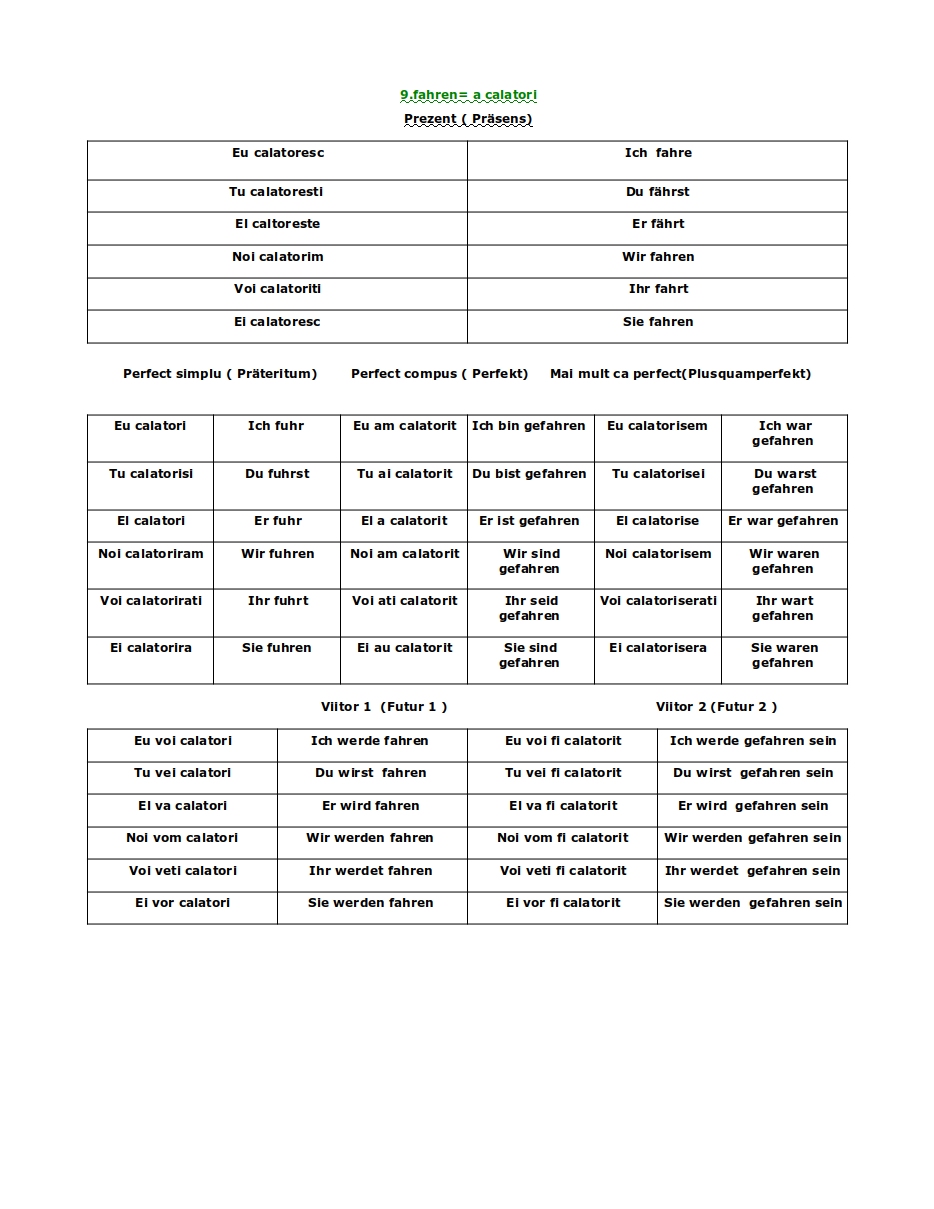 9.fahren= a calatori
Prezent ( Präsens)
Eu calatoresc Ich fahre
Tu calatoresti Du fährst
El caltoreste Er fährt
Noi calatorim Wir fahren
Voi calatoriti Ihr fahrt
Ei calatoresc Sie fahren
Perfect simplu ( Präteritum) Perfect compus ( Perfekt) Mai mult ca perfect(Plusquamperfekt)
Eu calatori Ich fuhr Eu am calatorit Ich bin gefahren Eu calatorisem Ich war
gefahren
Tu calatorisi Du fuhrst Tu ai calatorit Du bist gefahren Tu calatorisei Du warst
gefahren
El calatori Er fuhr El a calatorit Er ist gefahren El calatorise Er war gefahren
Noi calatoriram Wir fuhren Noi am calatorit Wir sind Noi calatorisem Wir waren
gefahren gefahren
Voi calatorirati Ihr fuhrt Voi ati calatorit Ihr seid Voi calatoriserati Ihr wart
gefahren gefahren
Ei calatorira Sie fuhren Ei au calatorit Sie sind Ei calatorisera Sie waren
gefahren gefahren
Viitor 1 (Futur 1 ) Viitor 2 (Futur 2 )
Eu voi calatori Ich werde fahren Eu voi fi calatorit Ich werde gefahren sein
Tu vei calatori Du wirst fahren Tu vei fi calatorit Du wirst gefahren sein
El va calatori Er wird fahren El va fi calatorit Er wird gefahren sein
Noi vom calatori Wir werden fahren Noi vom fi calatorit Wir werden gefahren sein
Voi veti calatori Ihr werdet fahren Voi veti fi calatorit Ihr werdet gefahren sein
Ei vor calatori Sie werden fahren Ei vor fi calatorit Sie werden gefahren sein